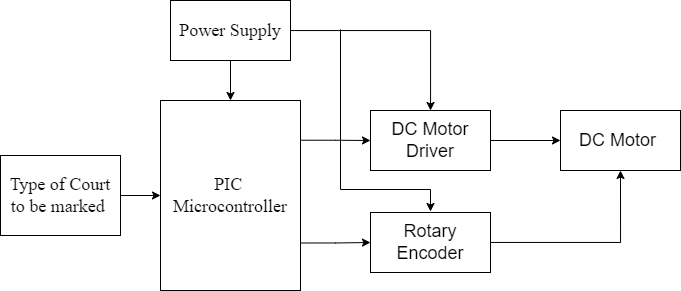 Power Supply
DC Motor
Driver
DC Motor
Type of Court
to be marked
PIC
Microcontroller
Rotary
Encoder